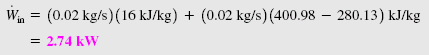 Ẇin = (0.02 kg/s)(16 kJ/kg) + (0.02 kg/s)(400.98 − 280.13) kJ/kg
= 2.74 kW